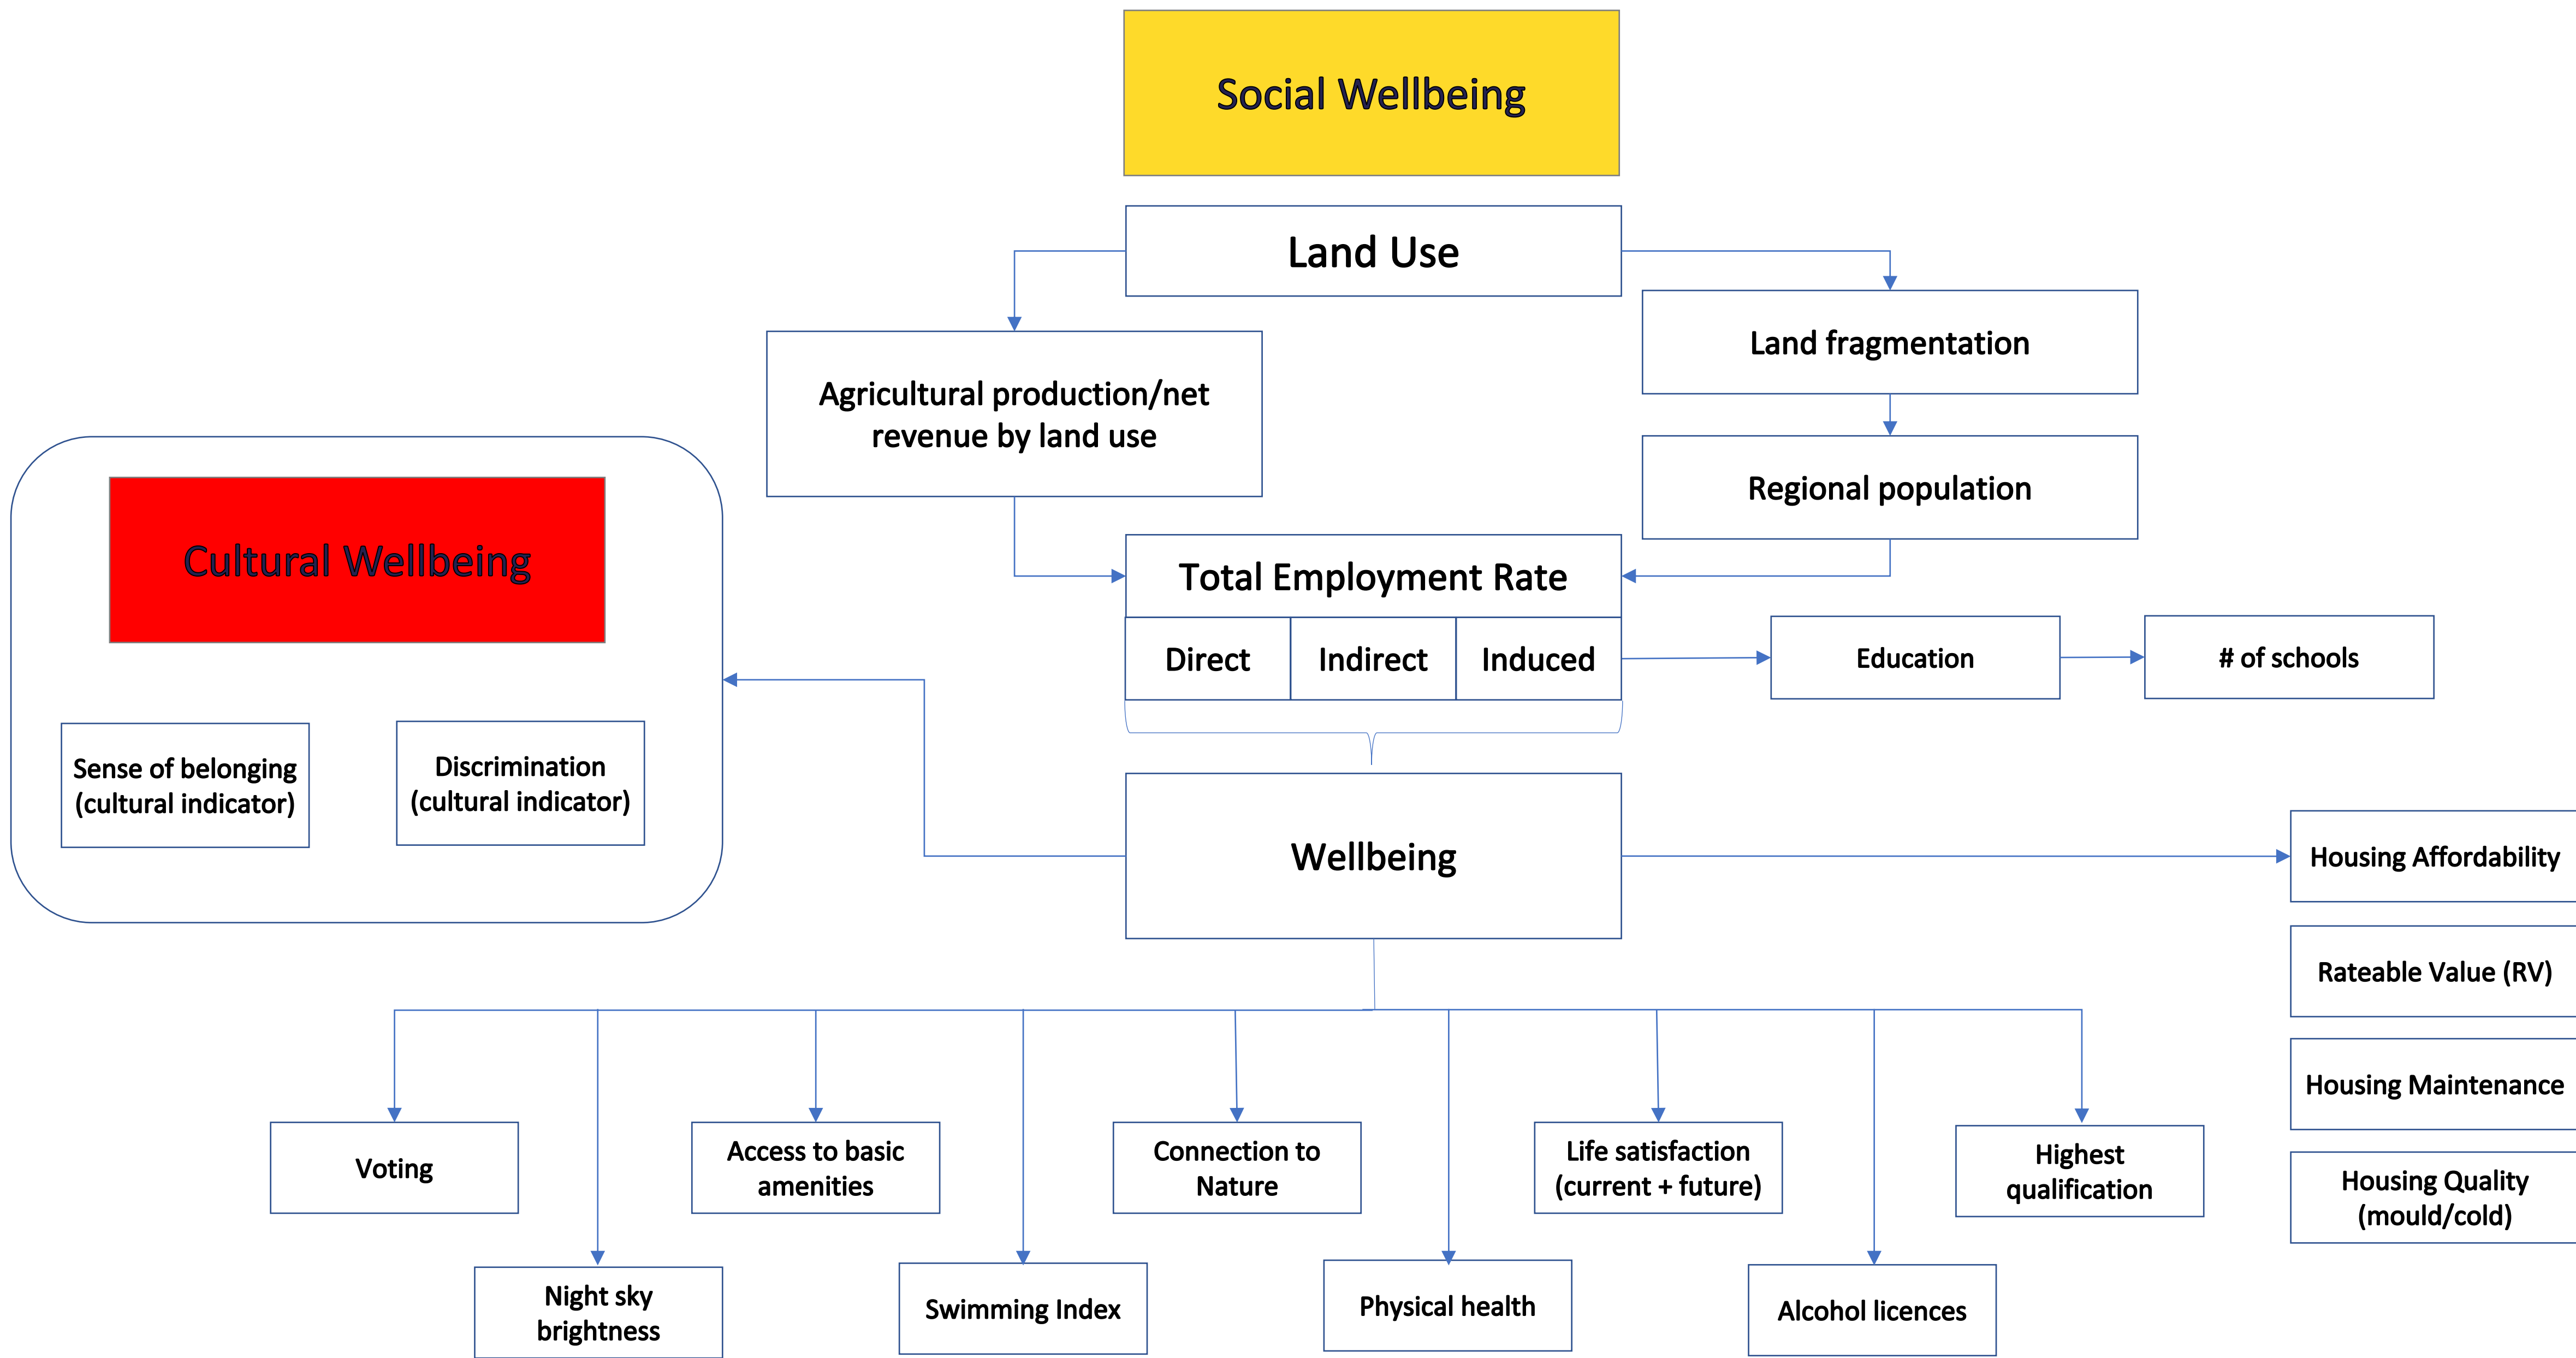 Social Wellbeing
Land Use
Land fragmentation
Agricultural production/net
revenue by land use
Regional population
Cultural Wellbeing
Total Employment Rate
Direct
Indirect
Induced
Education
# of schools
Sense of belonging
(cultural indicator)
Discrimination
(cultural indicator)
Wellbeing
Housing Affordability
Rateable Value (RV)
Housing Maintenance
Housing Quality
(mould/cold)
Voting
Access to basic
amenities
Connection to
Nature
Life satisfaction
(current + future)
Highest
qualification
Night sky
brightness
Swimming Index
Physical health
Alcohol licences